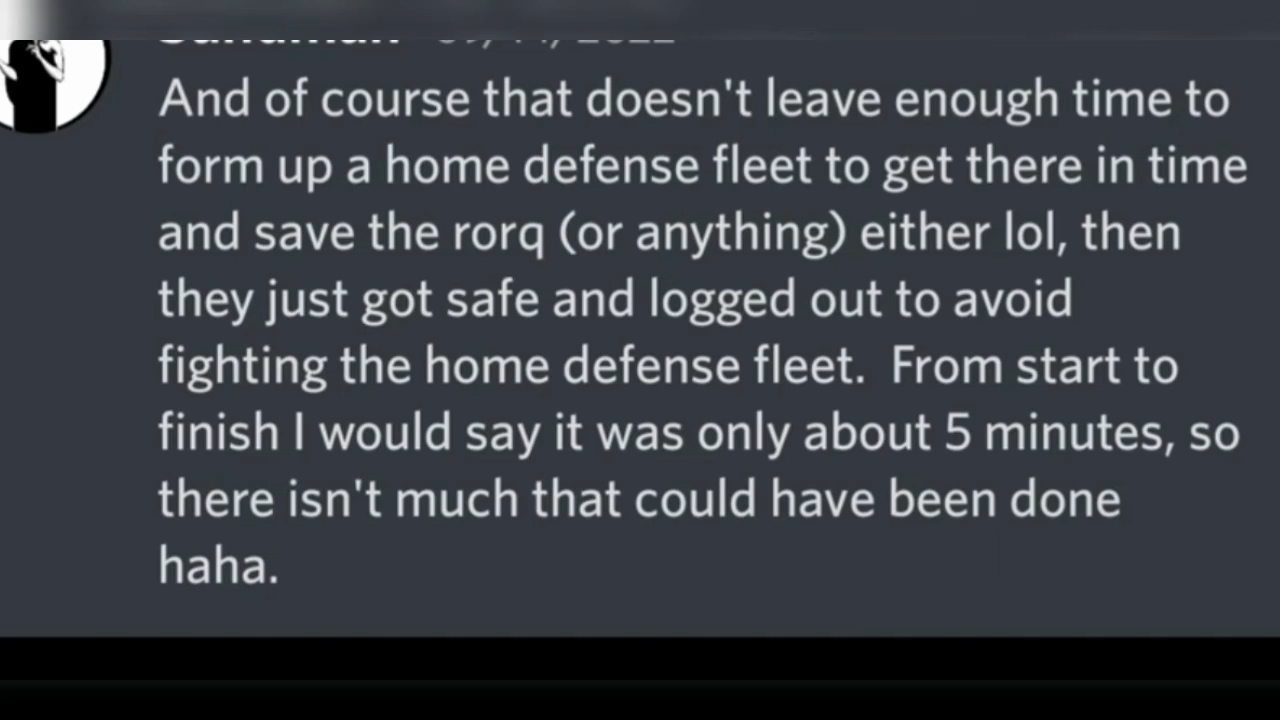 And of course that doesn't leave enough time to
form up a home defense fleet to get there in time
and save the rorq (or anything) either lol, then
they just got safe and logged out to avoid
fighting the home defense fleet.  From start to
finish I would say it was only about 5 minutes, so
there isn't much that could have been done
haha.